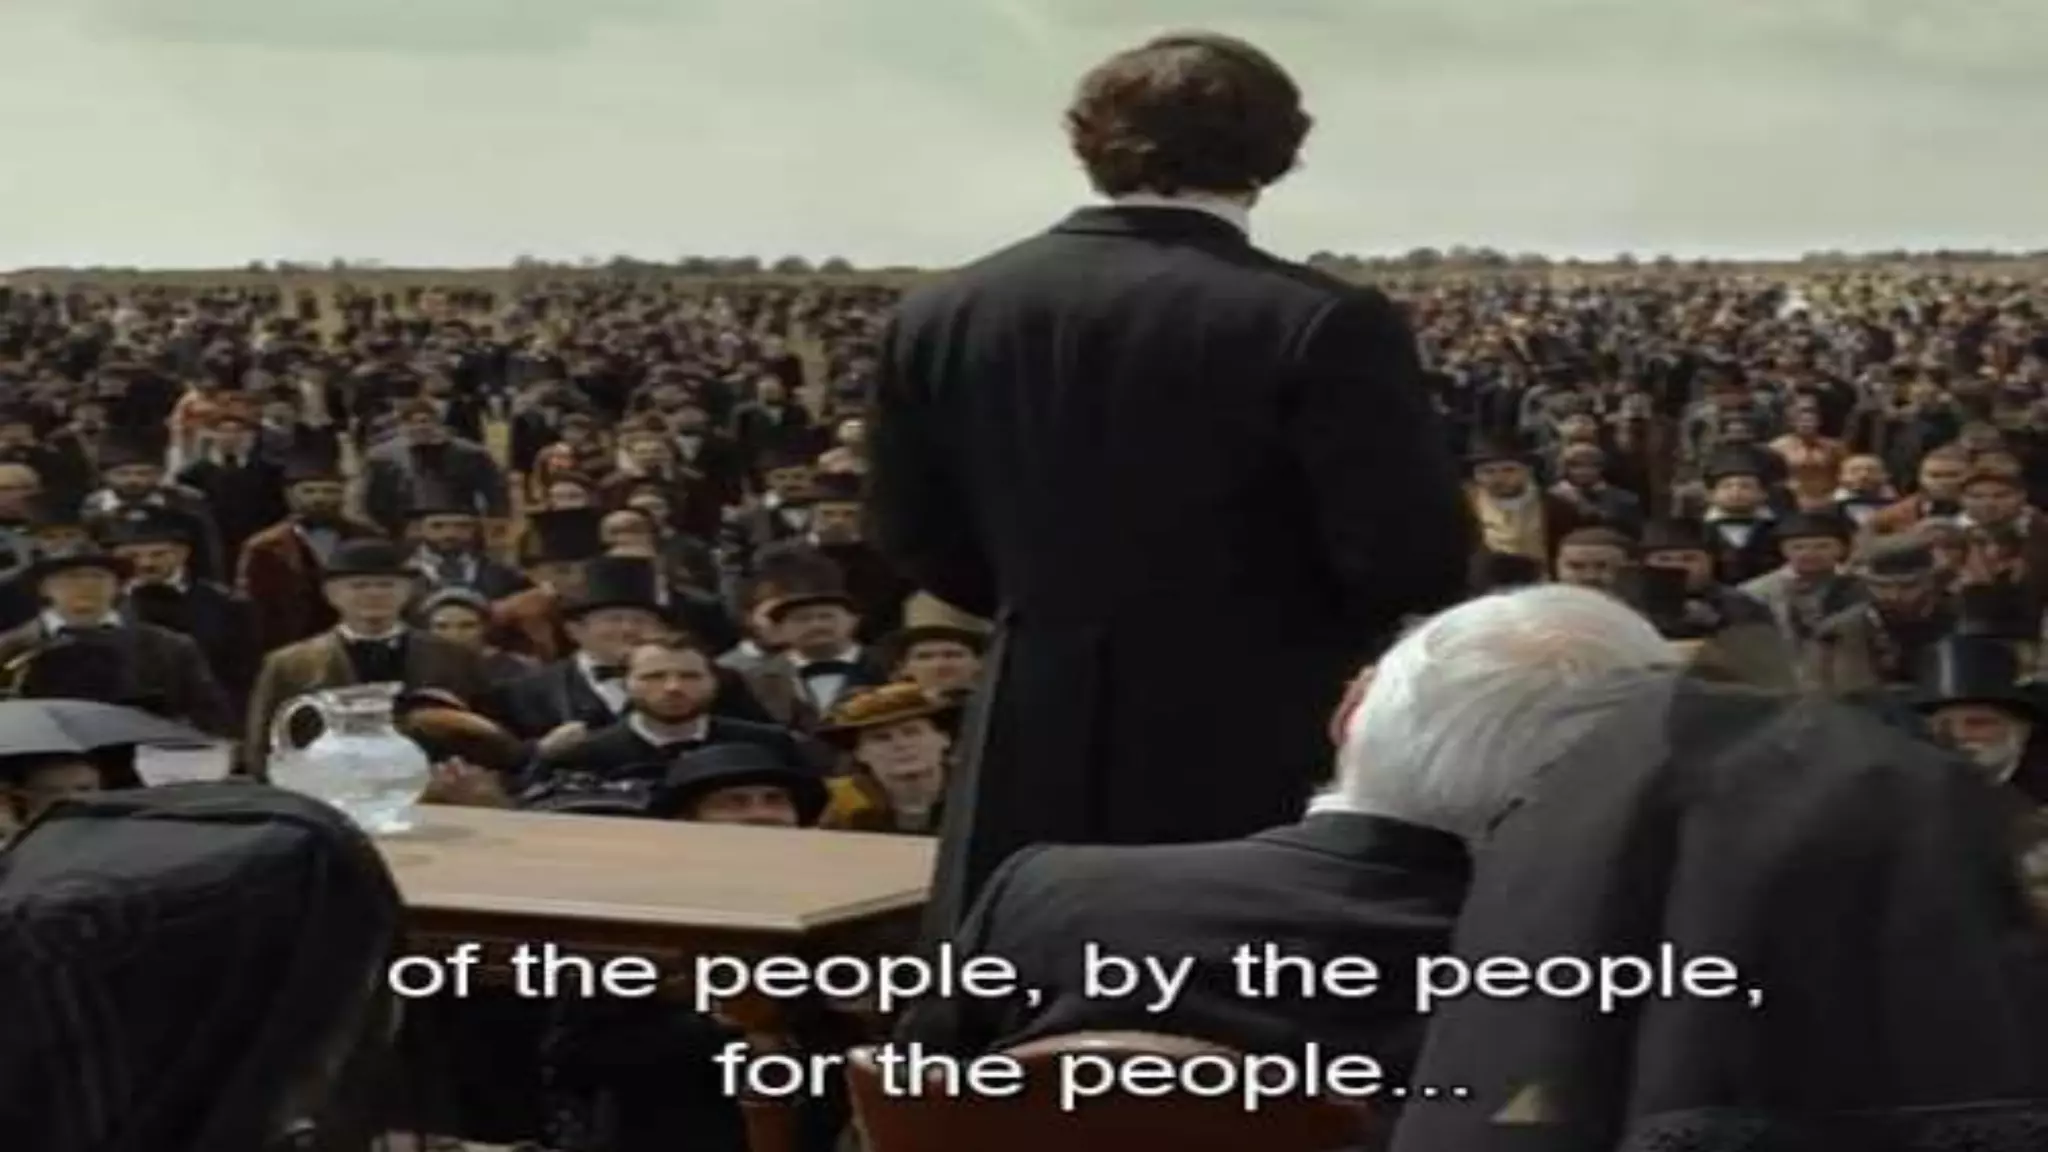 of the people, by the people,
for the people...